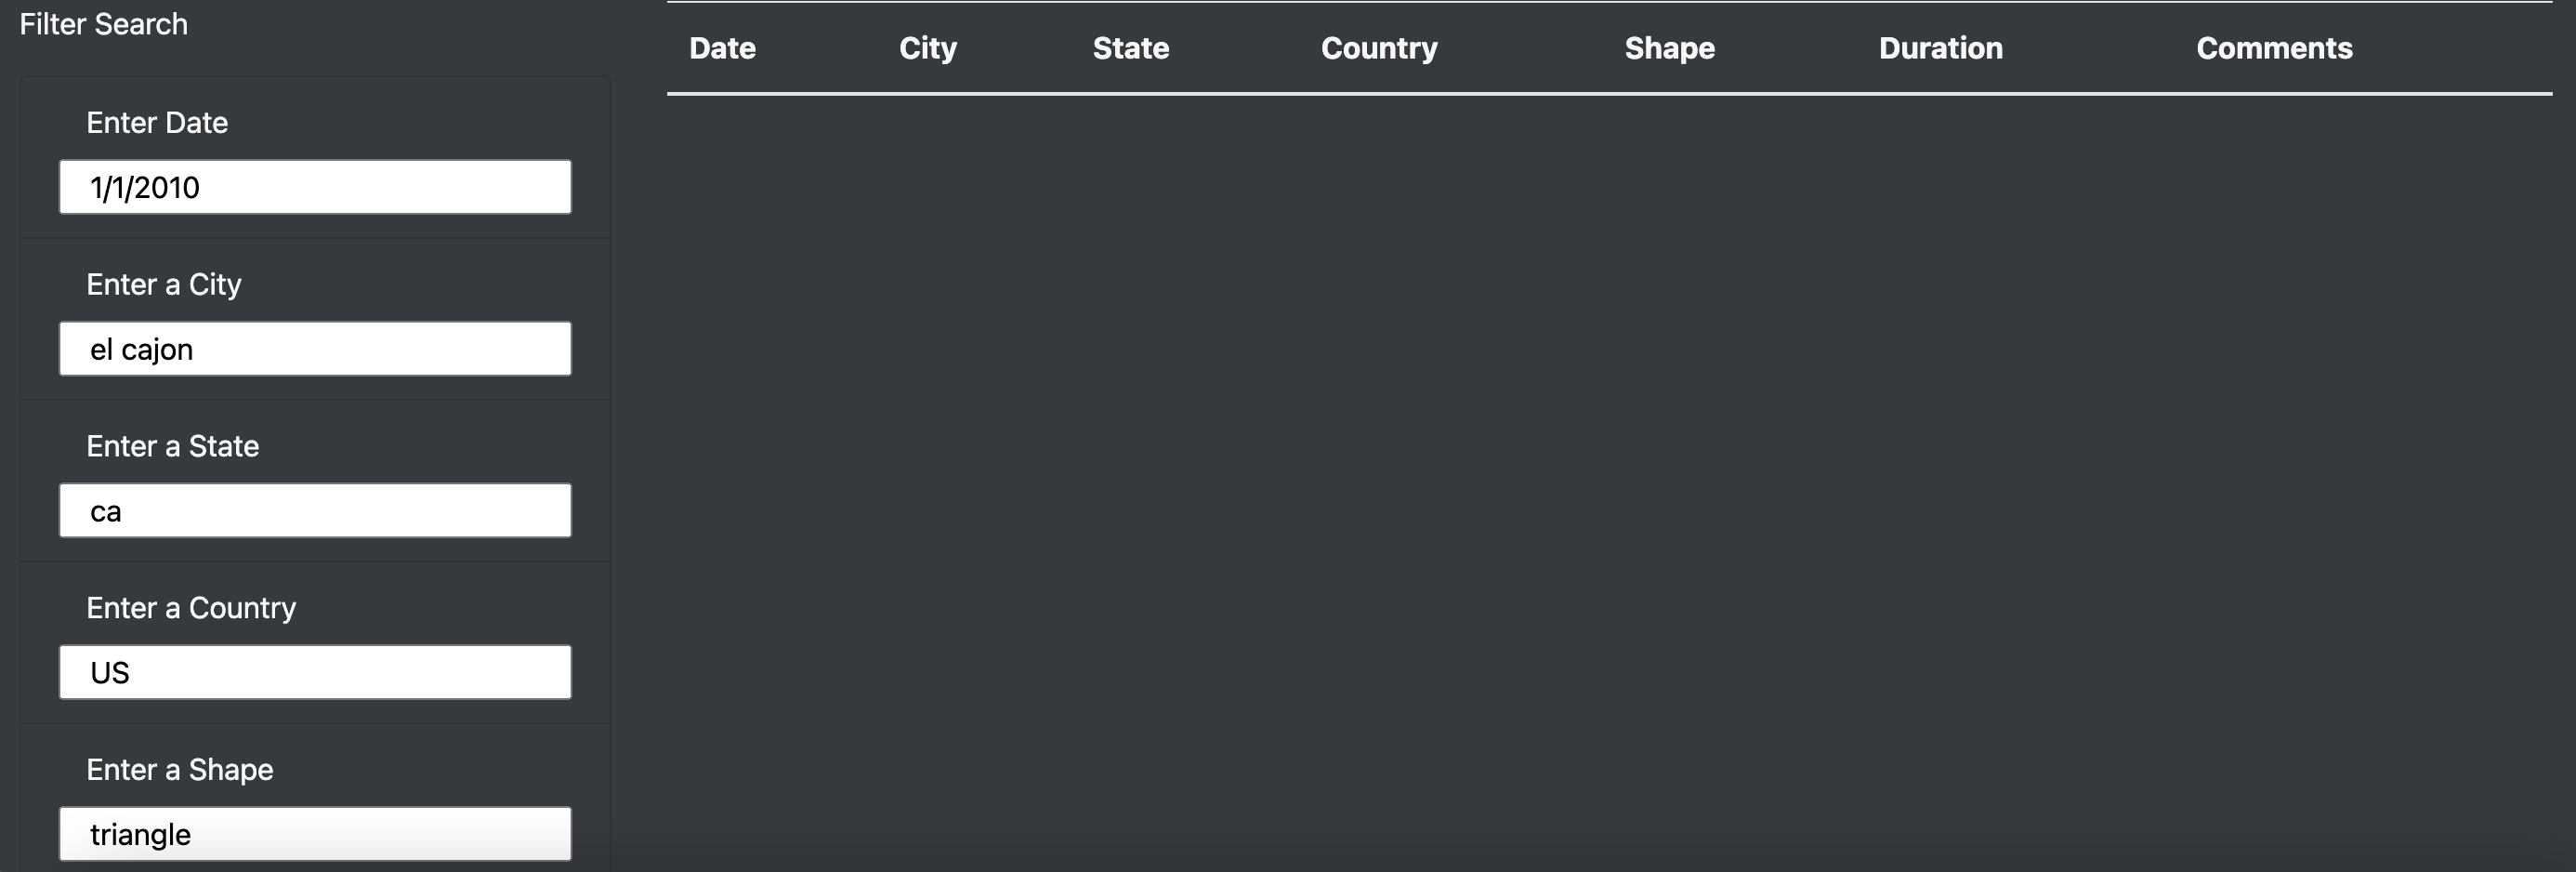 Filter Search
Enter Date
1/1/2010
Enter a City
el cajon
Enter a State
ca
Enter a Country
US
Enter a Shape
triangle
Date City State Country Shape Duration Comments